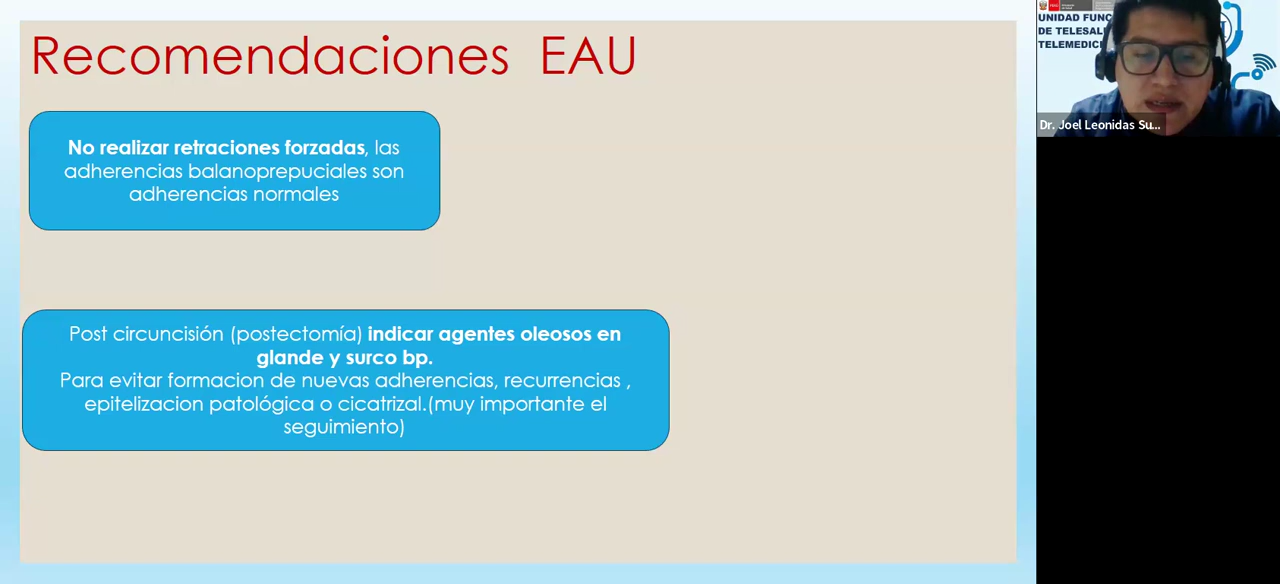 Recomendaciones EAU
No realizar retraciones forzadas, las
adherencias balanoprepuciales son
adherencias normales
Post circuncisión (postectomía) indicar agentes oleosos en
glande y surco bp.
Para evitar formacion de nuevas adherencias, recurrencias ,
epitelizacion patológica o cicatrizal.(muy importante el
seguimiento)
UNIDAD FUNC
DE TELESAL
TELEMEDICI
Dr. Joel Leonidas Su...